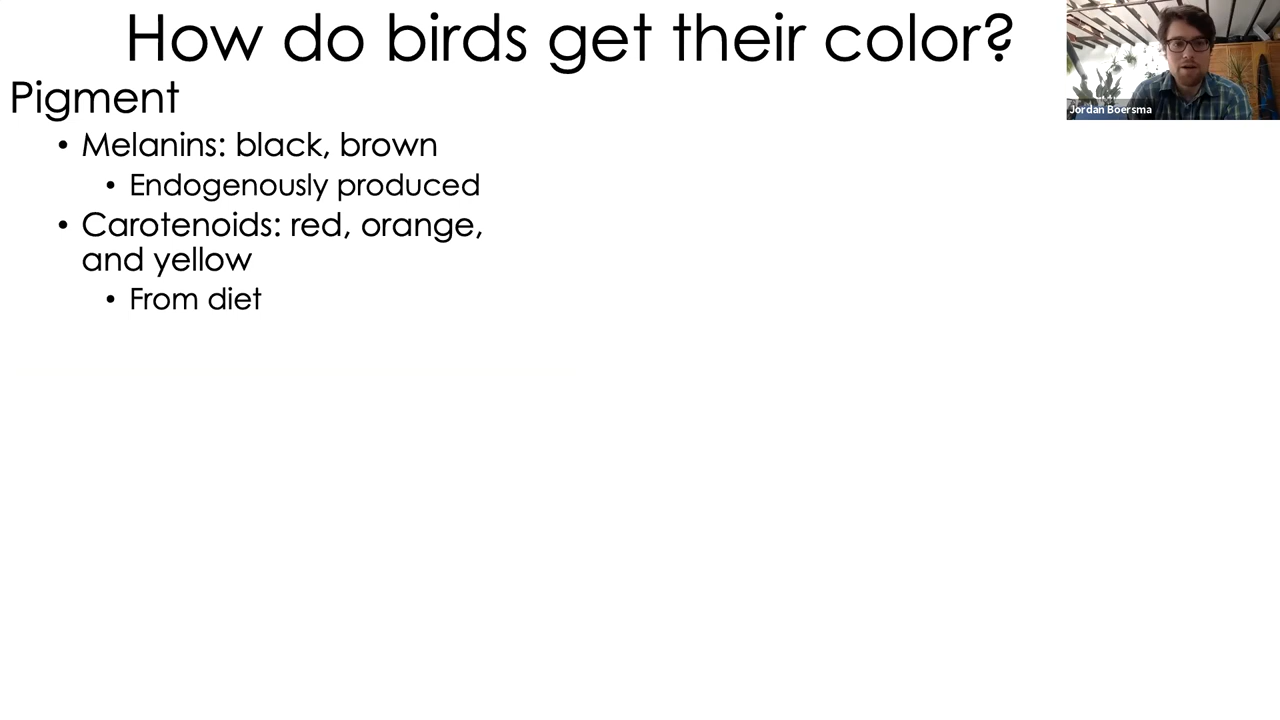 How do birds get their color?
Jordan Boersma
Pigment
• Melanins: black, brown
• Endogenously produced
• Carotenoids: red, orange,
and yellow
• From diet